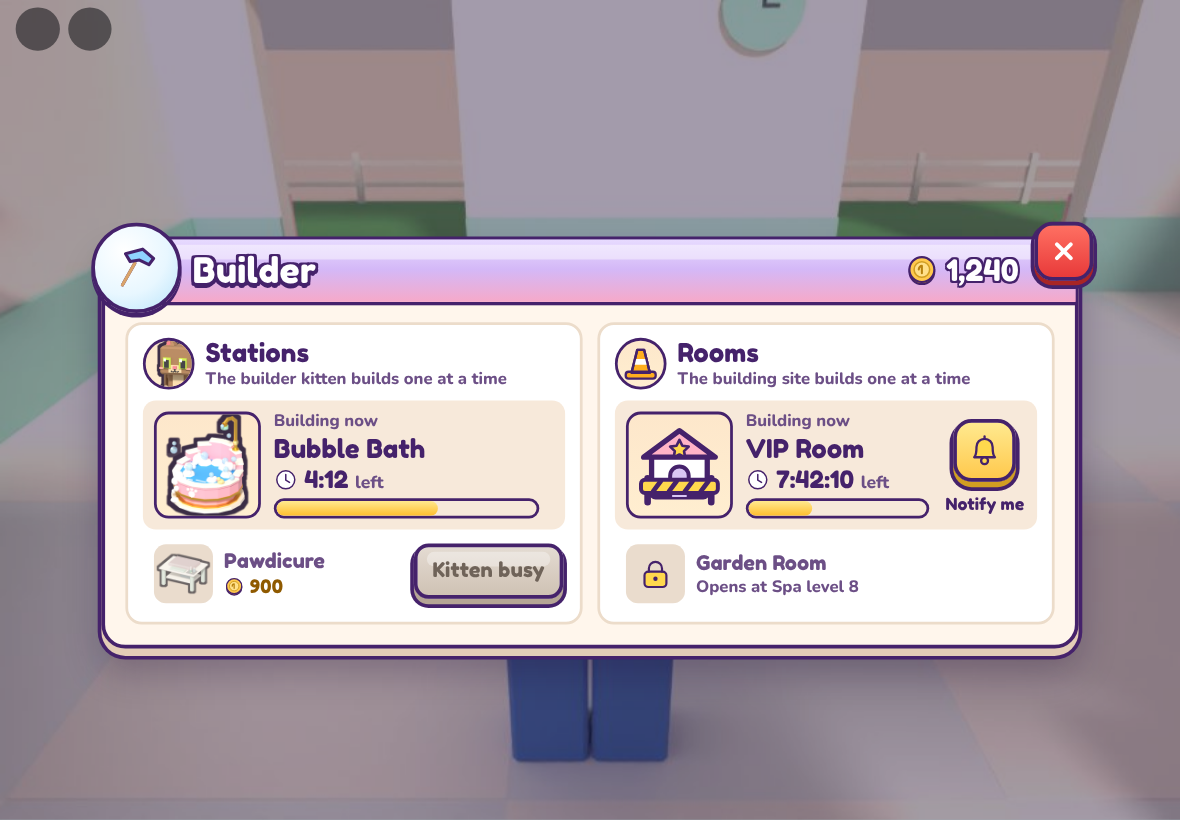 Builder
1,240
Stations
The builder kitten builds one at a time
Building now
Bubble Bath
4:12 left
Pawdicure
900
Kitten busy
Rooms
The building site builds one at a time
Building now
VIP Room
7:42:10 left
Notify me
Garden Room
Opens at Spa level 8